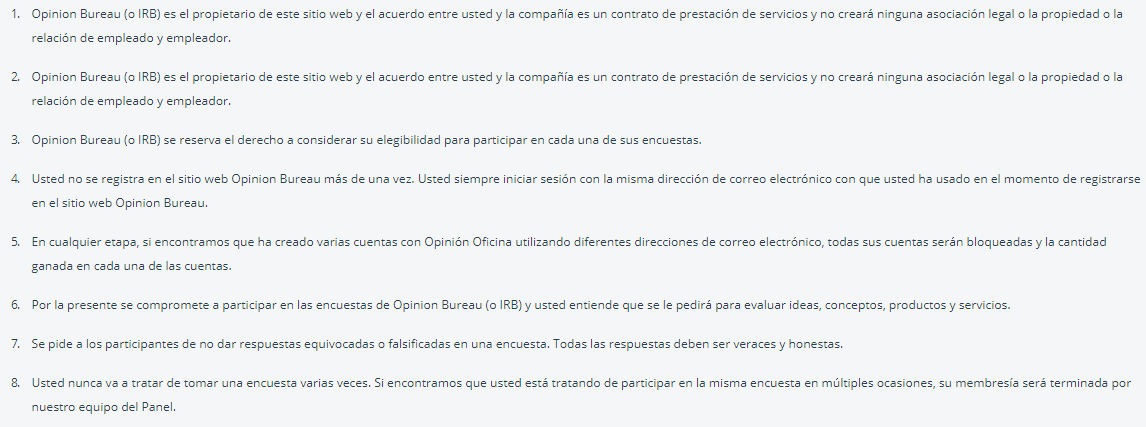 1. Opinion Bureau (o IRB) es el propietario de este sitio web y el acuerdo entre usted y la compañía es un contrato de prestación de servicios y no creará ninguna asociación legal o la propiedad o la
relación de empleado y empleador.
2. Opinion Bureau (o IRB) es el propietario de este sitio web y el acuerdo entre usted y la compañía es un contrato de prestación de servicios y no creará ninguna asociación legal o la propiedad o la
relación de empleado y empleador.
3. Opinion Bureau (o IRB) se reserva el derecho a considerar su elegibilidad para participar en cada una de sus encuestas.
4. Usted no se registra en el sitio web Opinion Bureau más de una vez. Usted siempre iniciar sesión con la misma dirección de correo electrónico con que usted ha usado en el momento de registrarse
en el sitio web Opinion Bureau.
5. En cualquier etapa, si encontramos que ha creado varias cuentas con Opinión Oficina utilizando diferentes direcciones de correo electrónico, todas sus cuentas serán bloqueadas y la cantidad
ganada en cada una de las cuentas.
6. Por la presente se compromete a participar en las encuestas de Opinion Bureau (o IRB) y usted entiende que se le pedirá para evaluar ideas, conceptos, productos y servicios.
7. Se pide a los participantes de no dar respuestas equivocadas o falsificadas en una encuesta. Todas las respuestas deben ser veraces y honestas.
8. Usted nunca va a tratar de tomar una encuesta varias veces. Si encontramos que usted está tratando de participar en la misma encuesta en múltiples ocasiones, su membresía será terminada por
nuestro equipo del Panel.